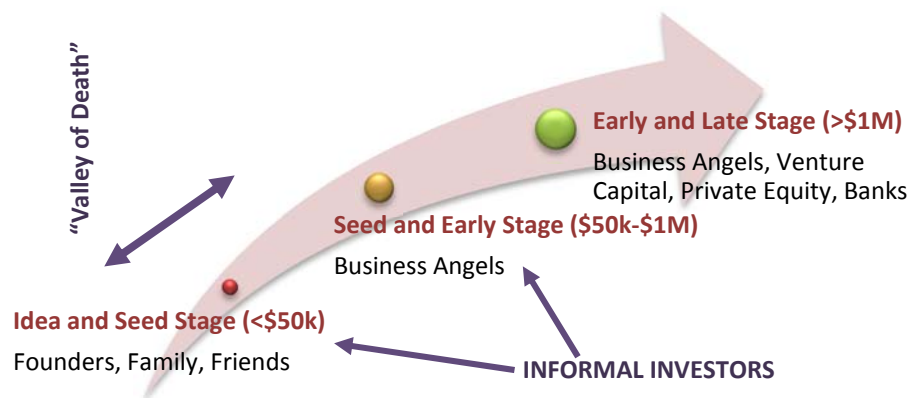 “Valley of Death”
Early and Late Stage (>$1M)
Business Angels, Venture
Capital, Private Equity, Banks
Seed and Early Stage ($50k-$1M)
Business Angels
Idea and Seed Stage (<$50k)
Founders, Family, Friends
INFORMAL INVESTORS